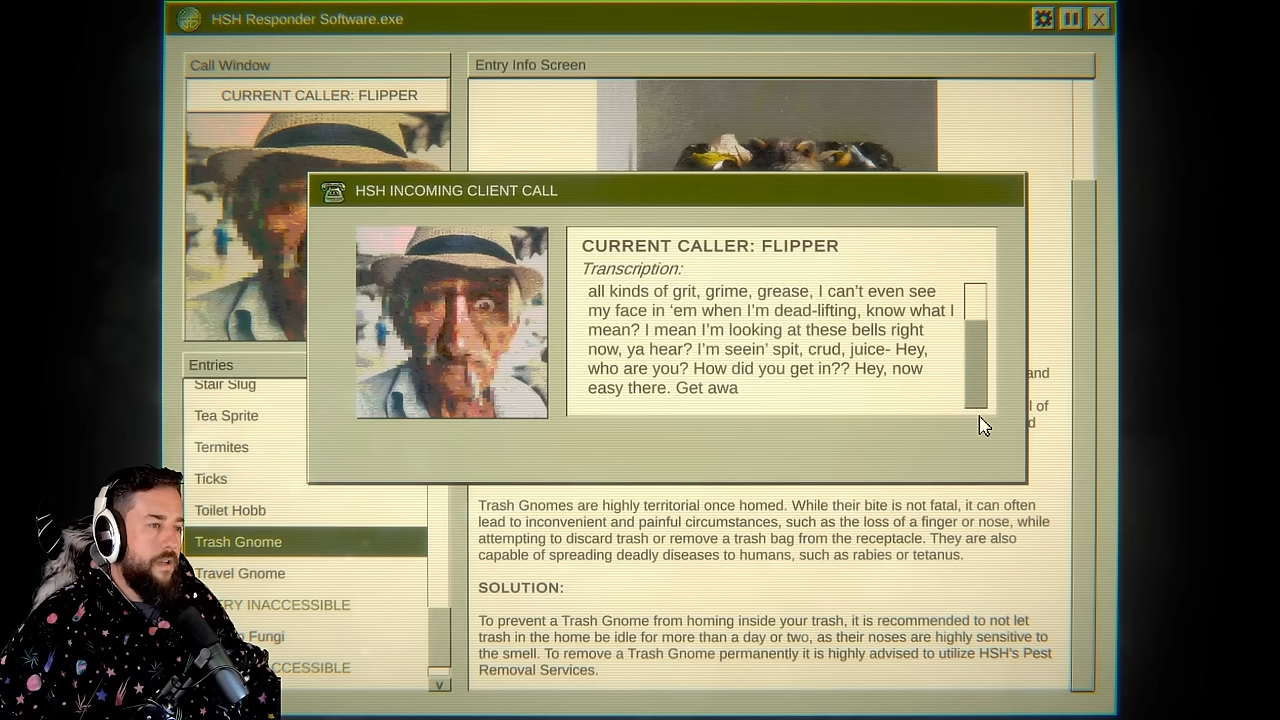 HSH Responder Software.exe
X
Call Window
Entry Info Screen
CURRENT CALLER: FLIPPER
HSH INCOMING CLIENT CALL
CURRENT CALLER: FLIPPER
Transcription:
all kinds of grit, grime, grease, I can't even see
my face in 'em when I'm dead-lifting, know what I
mean? I mean I'm looking at these bells right
now, ya hear? I'm seein' spit, crud, juice- Hey,
who are you? How did you get in?? Hey, now
easy there. Get awa
Entries
and
l of
d
Stair Slug
Tea Sprite
Termites
Ticks
Toilet Hobb
Trash Gnome
Travel Gnome
RY INACCESSIBLE
Fungi
CCESSIBLE
v
Trash Gnomes are highly territorial once homed. While their bite is not fatal, it can often
lead to inconvenient and painful circumstances, such as the loss of a finger or nose, while
attempting to discard trash or remove a trash bag from the receptacle. They are also
capable of spreading deadly diseases to humans, such as rabies or tetanus.
SOLUTION:
To prevent a Trash Gnome from homing inside your trash, it is recommended to not let
trash in the home be idle for more than a day or two, as their noses are highly sensitive to
the smell. To remove a Trash Gnome permanently it is highly advised to utilize HSH's Pest
Removal Services.